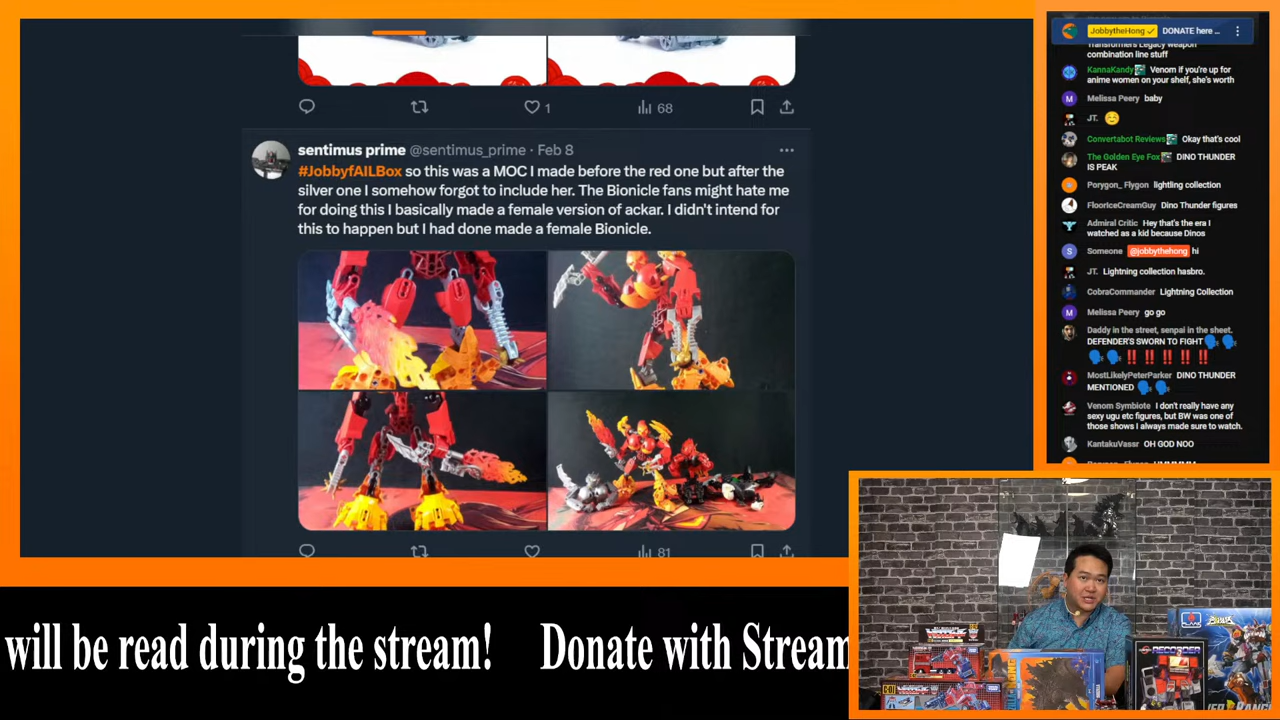 68
1
sentimus prime @sentimus_prime · Feb 8
#JobbyfAILBox so this was a MOC I made before the red one but after the
silver one I somehow forgot to include her. The Bionicle fans might hate me
for doing this I basically made a female version of ackar. I didn't intend for
this to happen but I had done made a female Bionicle.
81
JobbytheHong DONATE here ...
Transformers Legacy weapon
combination line stuff
KannaKandy Venom If you're up for
anime women on your shelf, she's worth
Melissa Peery baby
JT.
Convertabot Reviews Okay that's cool
The Golden Eye Fox DINO THUNDER
IS PEAK
Porygon_ Flygon lightling collection
FloorIceCreamGuy Dino Thunder figures
Admiral Critic Hey that's the era I
watched as a kid because Dinos
Someone @jobbythehong hi
JT. Lightning collection hasbro.
CobraCommander Lightning Collection
Melissa Peery go go
Daddy in the street, senpai in the sheet.
DEFENDER'S SWORN TO FIGHT
MostLikelyPeterParker DINO THUNDER
MENTIONED
Venom Symbiote I don't really have any
sexy ugu etc figures, but BW was one of
those shows I always made sure to watch.
KantakuVassr OH GOD NOO
will be read during the stream! Donate with Stream
RECORDER